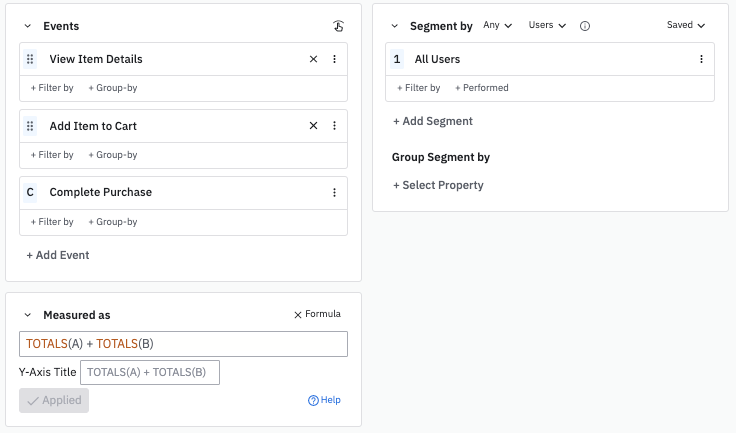 Events
View Item Details
+ Filter by + Group-by
Add Item to Cart
+ Filter by + Group-by
C Complete Purchase
+ Filter by + Group-by
+ Add Event
Measured as Formula
TOTALS(A) + TOTALS(B)
Y-Axis Title TOTALS(A) + TOTALS(B)
Applied Help
Segment by Any Users Saved
1 All Users
+ Filter by + Performed
+ Add Segment
Group Segment by
+ Select Property